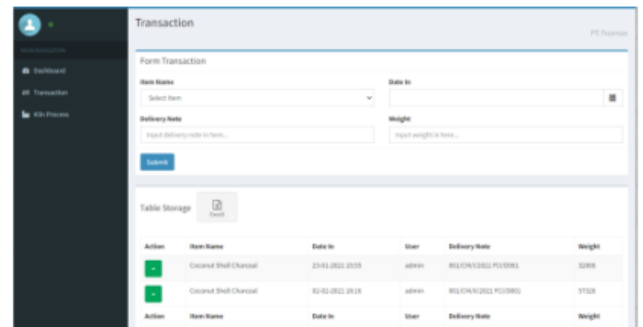 Transaction
MAIN NAVIGATION
Dashboard
Transaction
Kiln Process
Form Transaction
Item Name
Date In
Select Item
Delivery Note
Weight
Input delivery note in here...
Input weight in here...
Submit
Table Storage
Excel
Action Item Name Date In User Delivery Note Weight
Coconut Shell Charcoal admin
Coconut Shell Charcoal admin
Action Item Name Date In User Delivery Note Weight